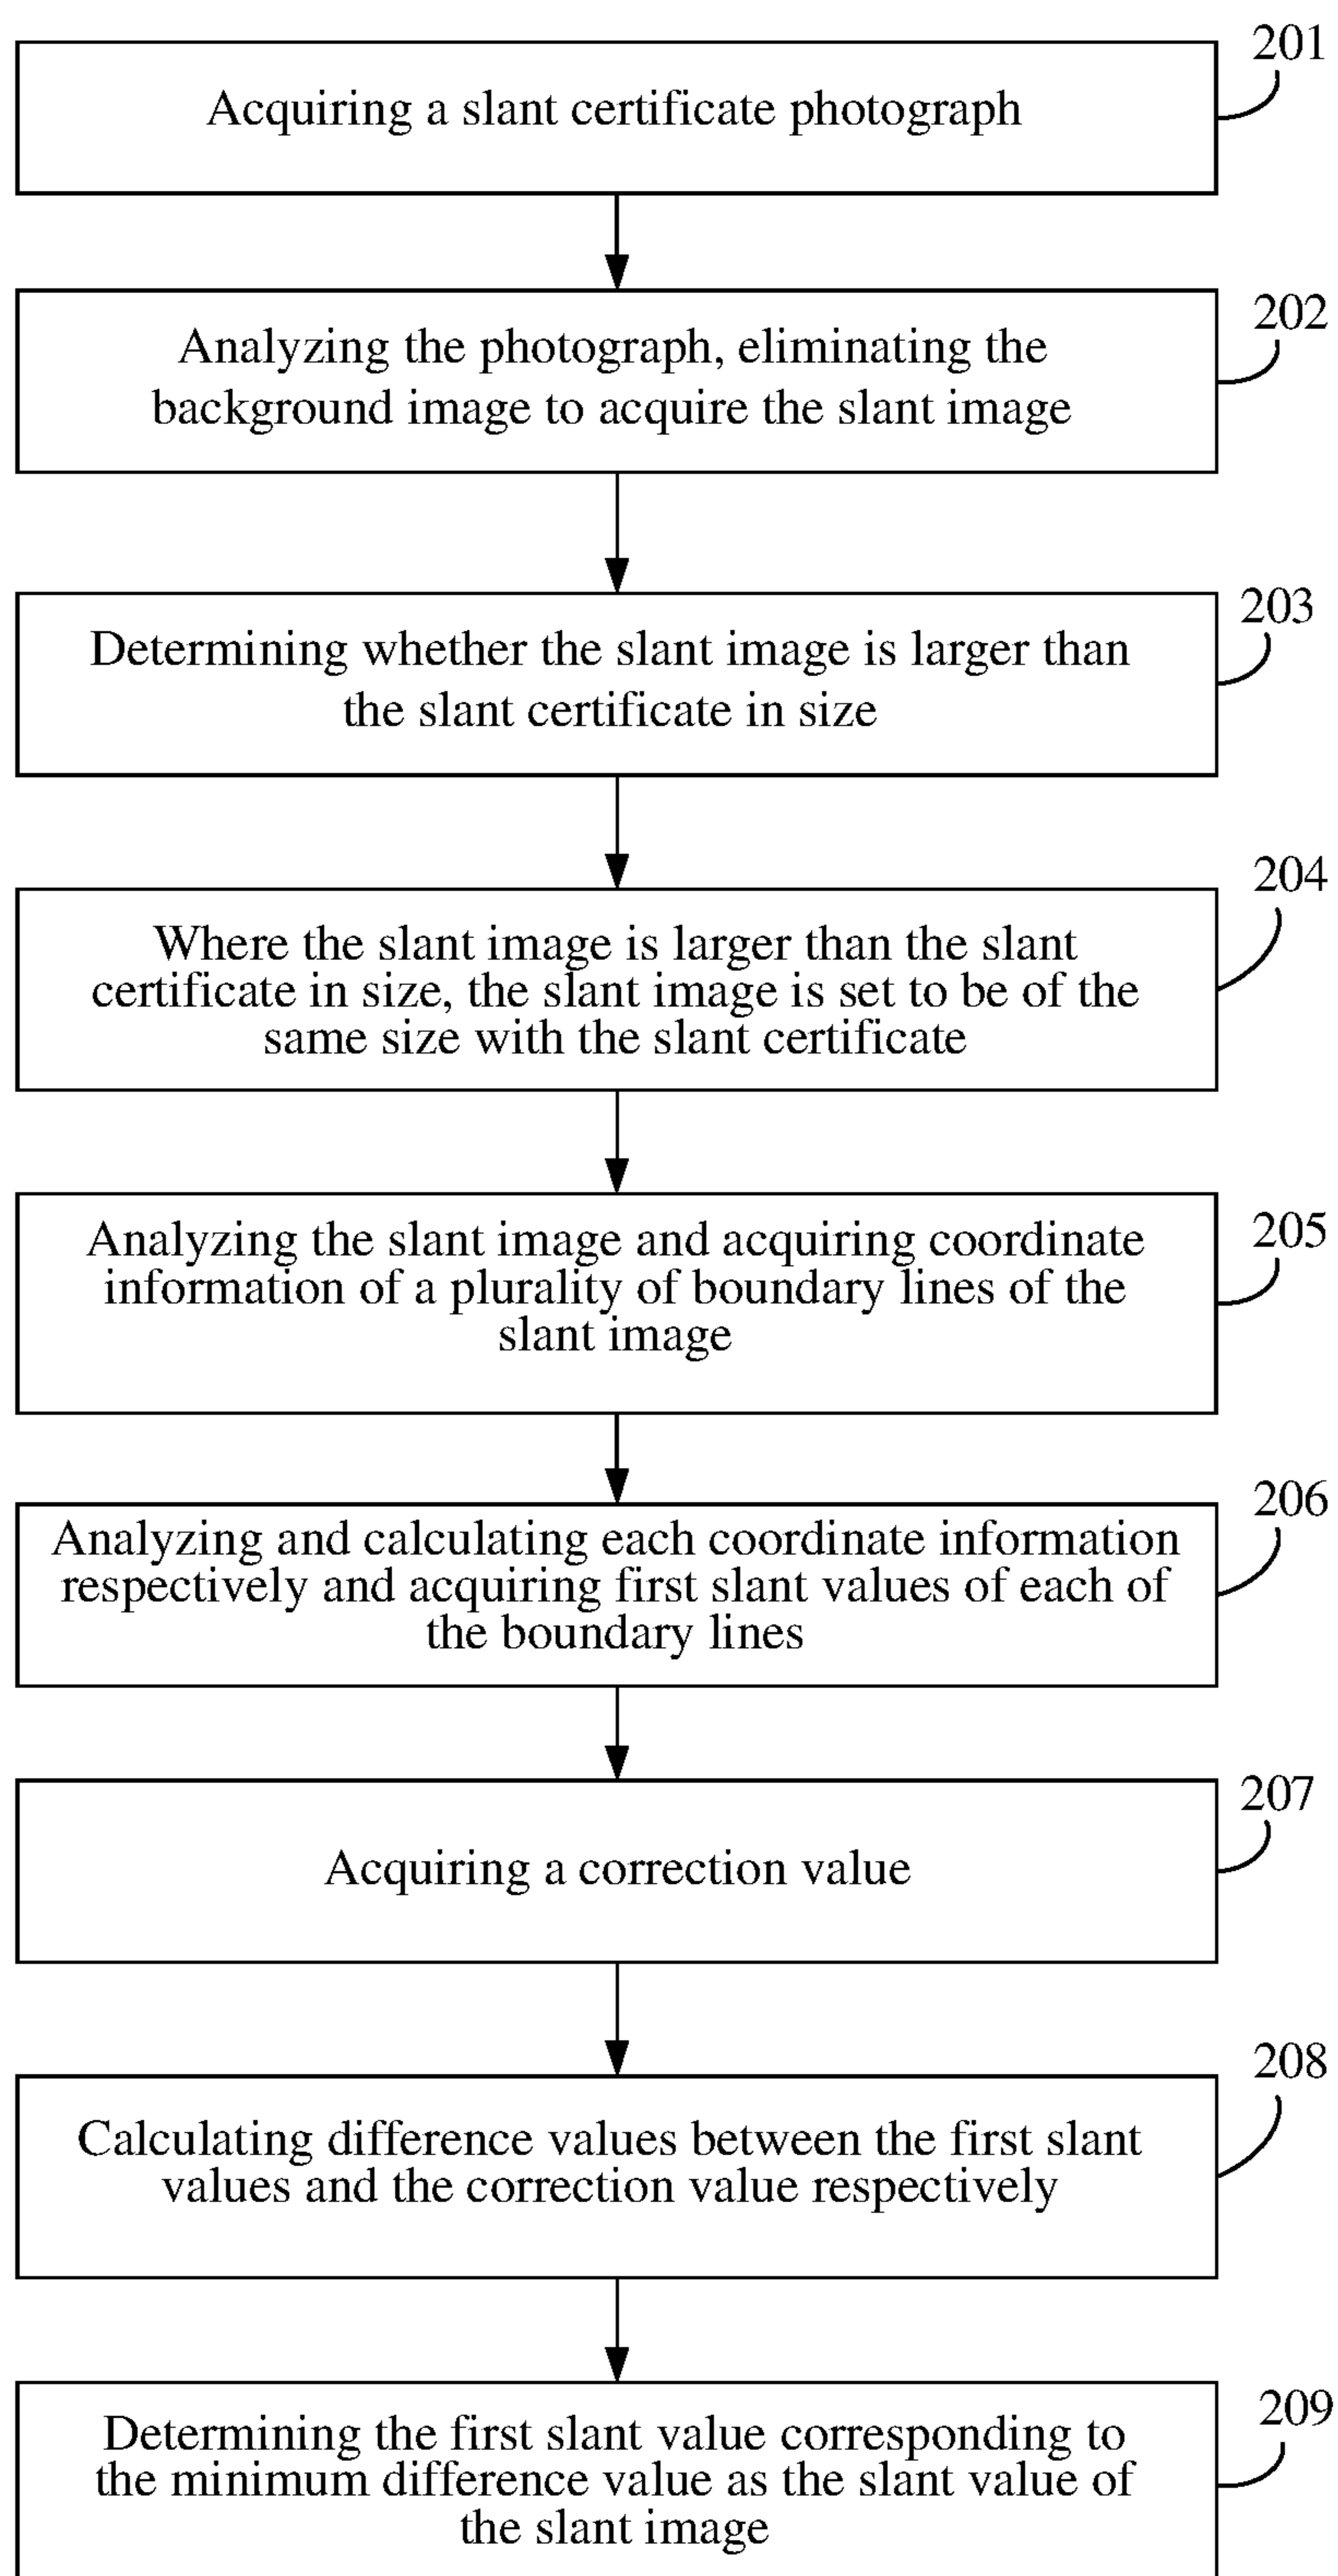 201
Acquiring a slant certificate photograph
202
Analyzing the photograph, eliminating the
background image to acquire the slant image
203
Determining whether the slant image is larger than
the slant certificate in size
204
Where the slant image is larger than the slant
certificate in size, the slant image is set to be of the
same size with the slant certificate
205
Analyzing the slant image and acquiring coordinate
information of a plurality of boundary lines of the
slant image
206
Analyzing and calculating each coordinate information
respectively and acquiring first slant values of each of
the boundary lines
207
Acquiring a correction value
208
Calculating difference values between the first slant
values and the correction value respectively
209
Determining the first slant value corresponding to
the minimum difference value as the slant value of
the slant image